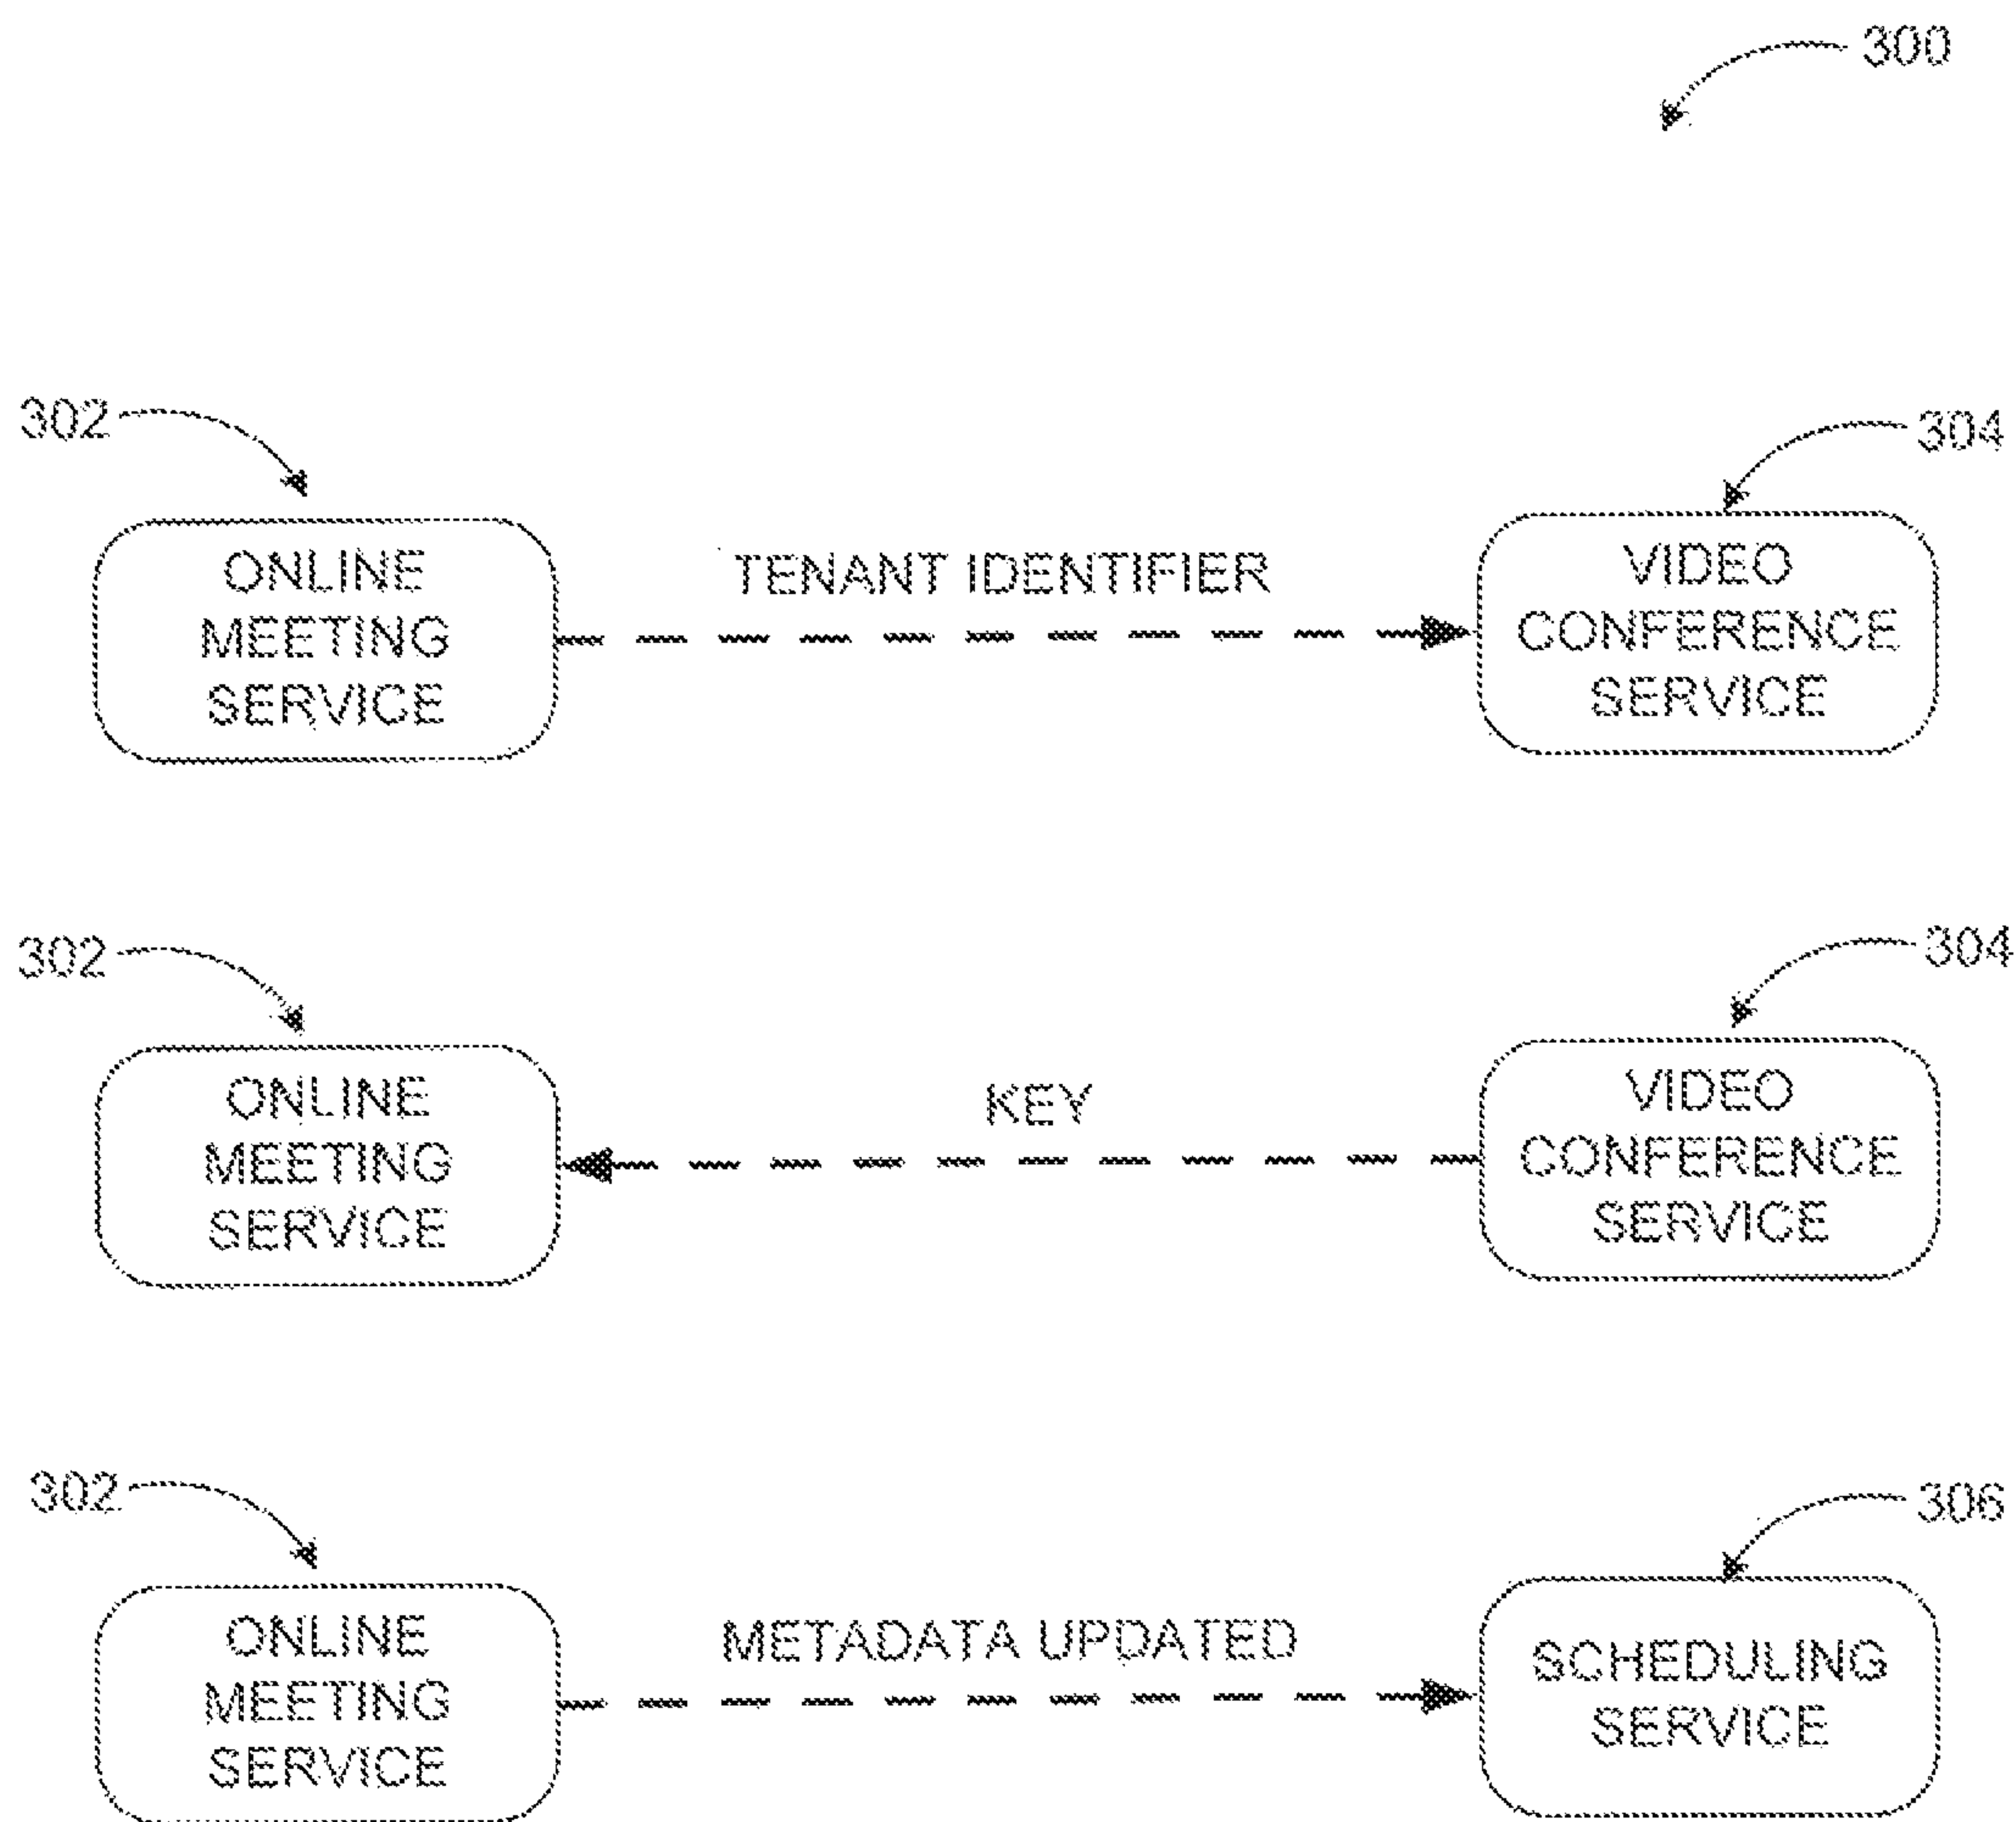 300
302
304
ONLINE
MEETING
SERVICE
TENANT IDENTIFIER
VIDEO
CONFERENCE
SERVICE
302
304
ONLINE
MEETING
SERVICE
KEY
VIDEO
CONFERENCE
SERVICE
302
306
ONLINE
MEETING
SERVICE
METADATA UPDATED
SCHEDULING
SERVICE